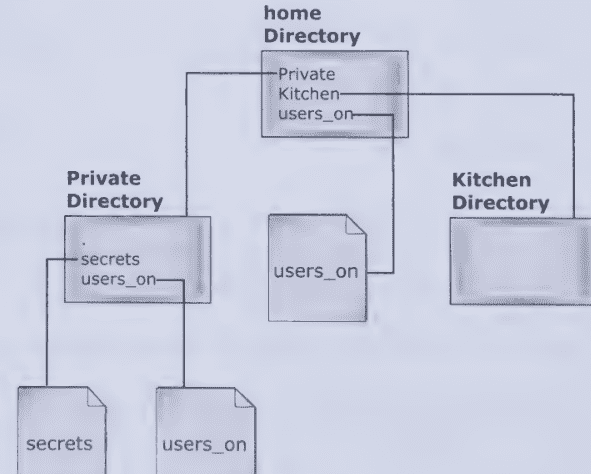 home
Directory
Private
Kitchen
users_on
Private
Directory
.
secrets
users_on
users_on
Kitchen
Directory
secrets
users_on